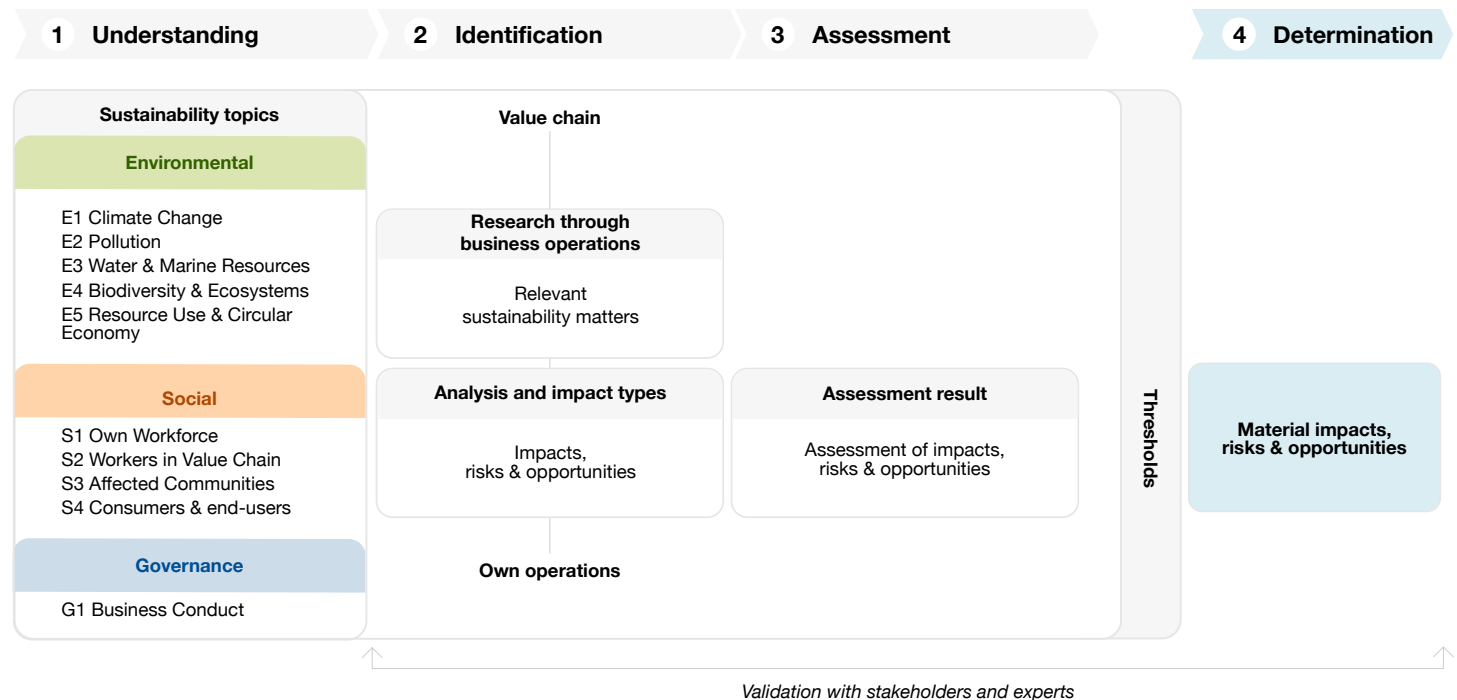 1 Understanding
2 Identification
3 Assessment
4 Determination
Sustainability topics
Environmental
E1 Climate Change
E2 Pollution
E3 Water & Marine Resources
E4 Biodiversity & Ecosystems
E5 Resource Use & Circular
Economy
Social
S1 Own Workforce
S2 Workers in Value Chain
S3 Affected Communities
S4 Consumers & end-users
Governance
G1 Business Conduct
Value chain
Research through
business operations
Relevant
sustainability matters
Analysis and impact types
Impacts,
risks & opportunities
Own operations
Assessment result
Assessment of impacts,
risks & opportunities
Thresholds
Material impacts,
risks & opportunities
Validation with stakeholders and experts